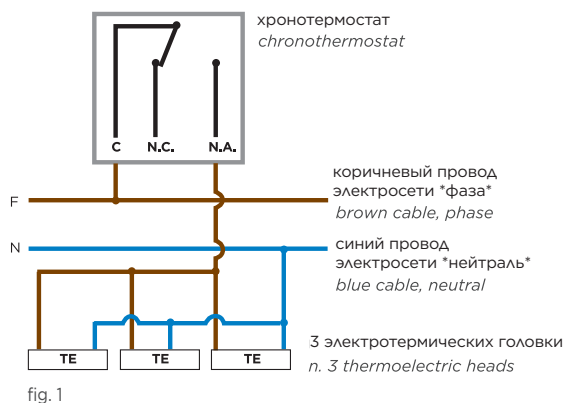 хронотермостат
chronothermostat
C N.C. N.A.
коричневый провод
электросети *фаза*
brown cable, phase
F
N
синий провод
электросети *нейтраль*
blue cable, neutral
TE TE TE
3 электротермических головки
n. 3 thermoelectric heads
fig. 1